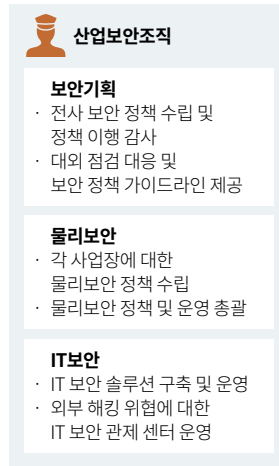 산업보안조직
보안기획
· 전사 보안 정책 수립 및
정책 이행 감사
· 대외 점검 대응 및
보안 정책 가이드라인 제공
물리보안
· 각 사업장에 대한
물리보안 정책 수립
· 물리보안 정책 및 운영 총괄
IT보안
· IT 보안 솔루션 구축 및 운영
· 외부 해킹 위협에 대한
IT 보안 관제 센터 운영